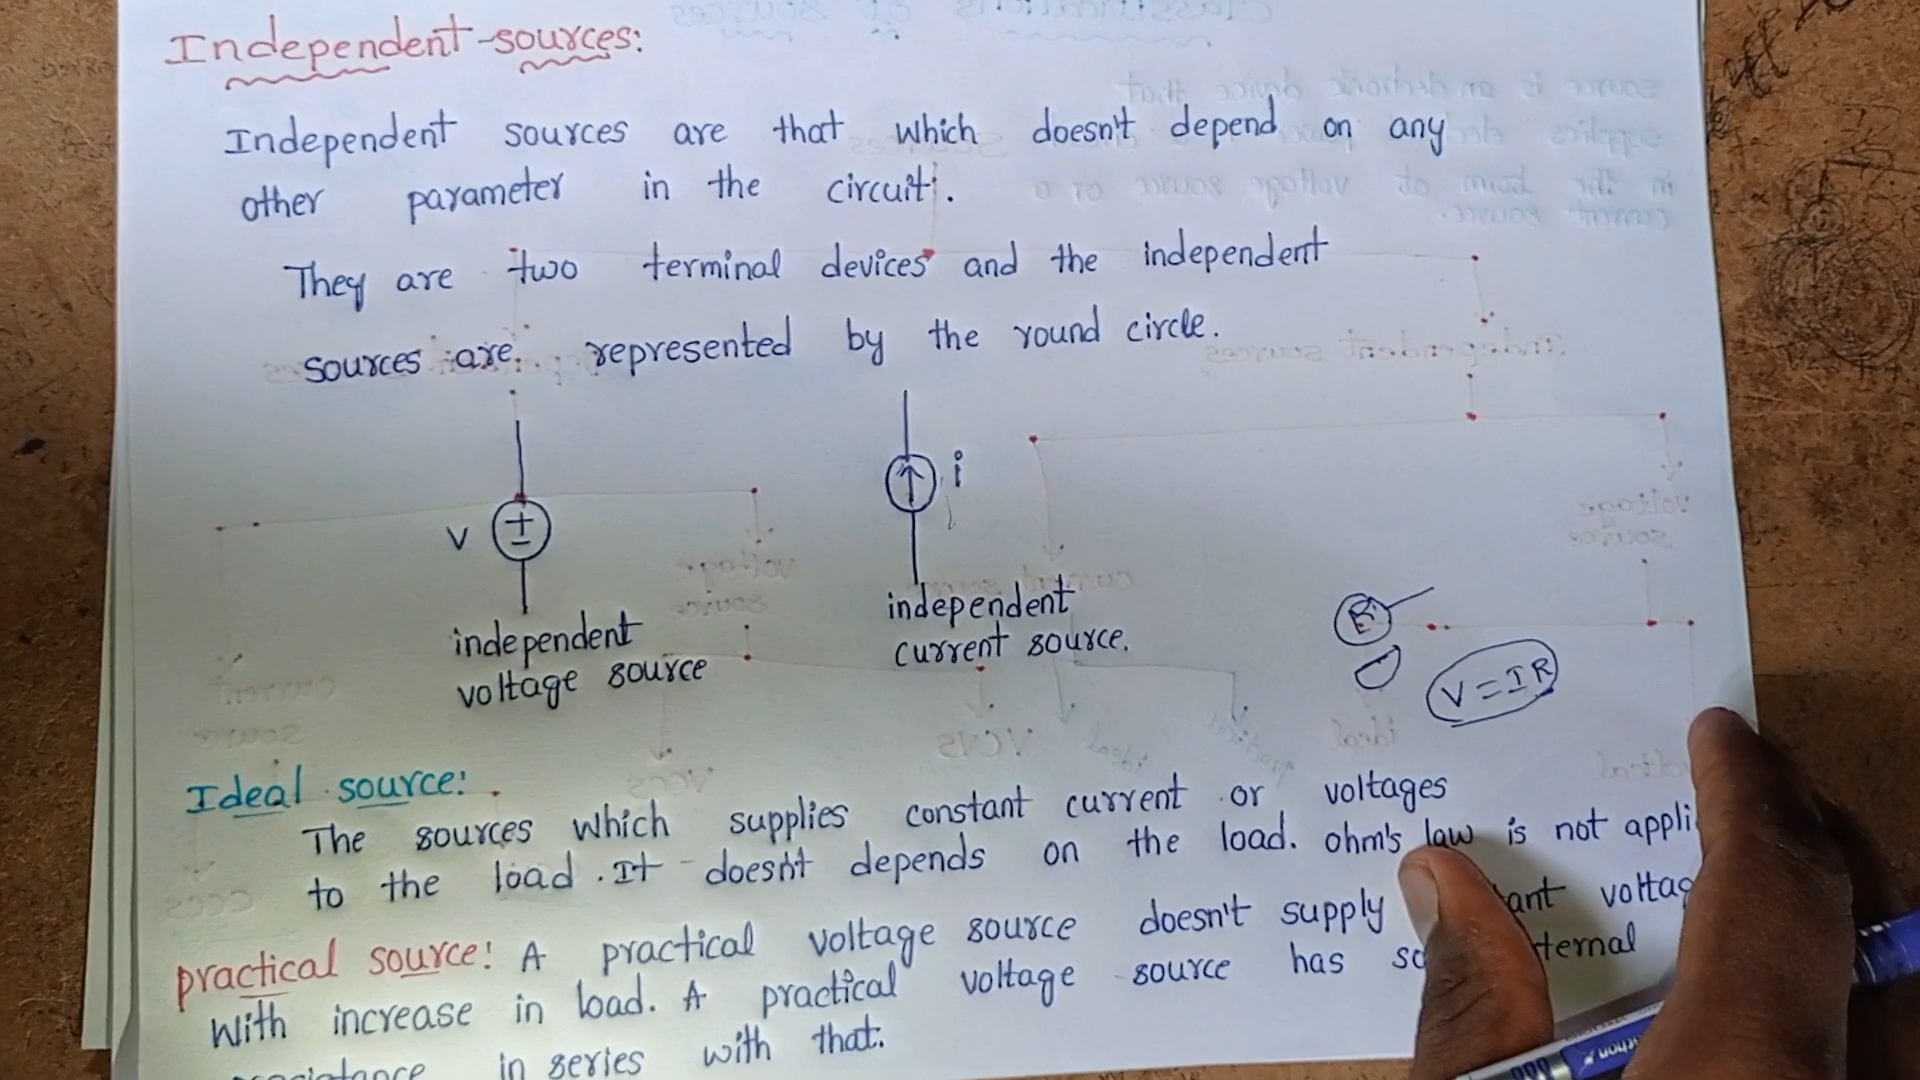 Independent sources:
Independent sources are that which doesn't depend on any
other parameter in the circuit.
They are two terminal devices and the independent
sources are represented by the round circle.
V + -
i
independent
voltage source
independent
current source.
V = IR
Ideal source:
The sources which supplies constant current or voltages
to the load. It doesn't depends on the load. ohm's law is not appli
practical source: A practical voltage source doesn't supply voltag
With increase in load. A practical voltage source has
in series with that.